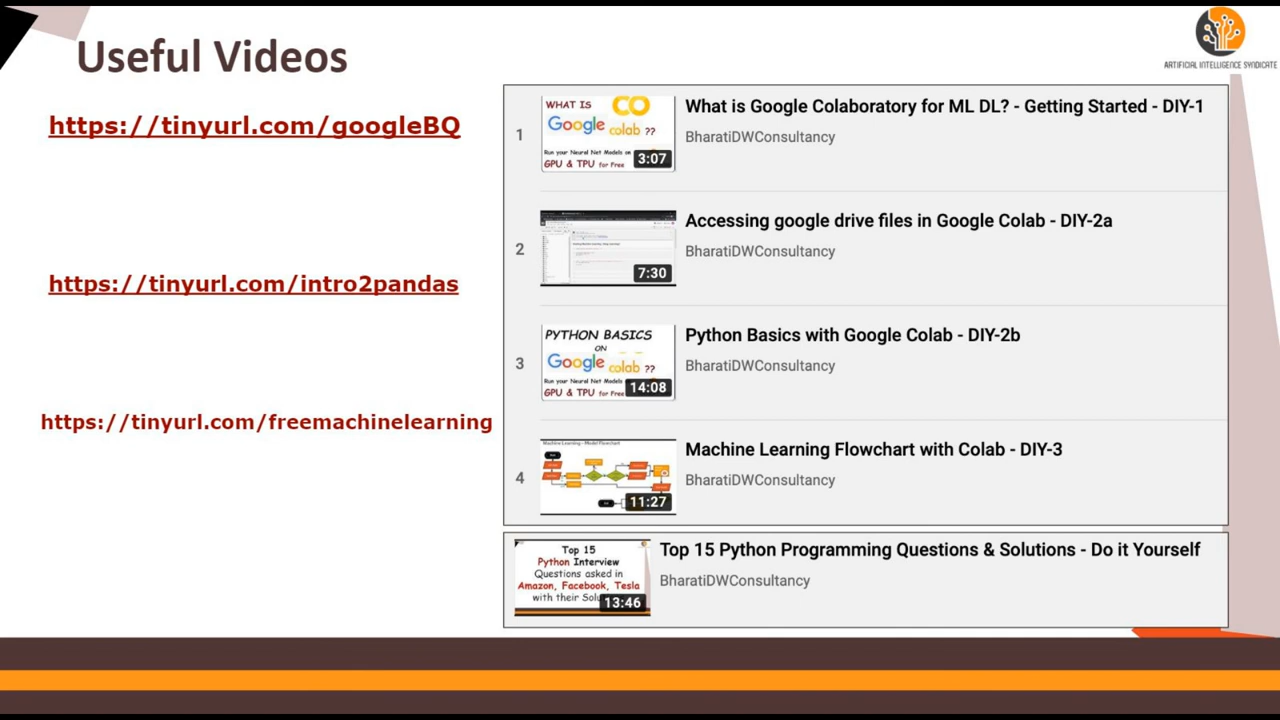 Useful Videos
ARTIFICIAL INTELLIGENCE SYNDICATE
https://tinyurl.com/googleBQ
https://tinyurl.com/intro2pandas
https://tinyurl.com/freemachinelearning
1
WHAT IS CO
Google colab ??
Run your Neural Net Models on
GPU & TPU for Free
3:07
What is Google Colaboratory for ML DL? - Getting Started - DIY-1
BharatiDWConsultancy
2
7:30
Accessing google drive files in Google Colab - DIY-2a
BharatiDWConsultancy
3
PYTHON BASICS
ON
Google colab ??
Run your Neural Net Models
GPU & TPU for Free
14:08
Python Basics with Google Colab - DIY-2b
BharatiDWConsultancy
4
Machine Learning - Model Flowchart
11:27
Machine Learning Flowchart with Colab - DIY-3
BharatiDWConsultancy
Top 15
Python Interview
Questions asked in
Amazon, Facebook, Tesla
with their
13:46
Top 15 Python Programming Questions & Solutions - Do it Yourself
BharatiDWConsultancy